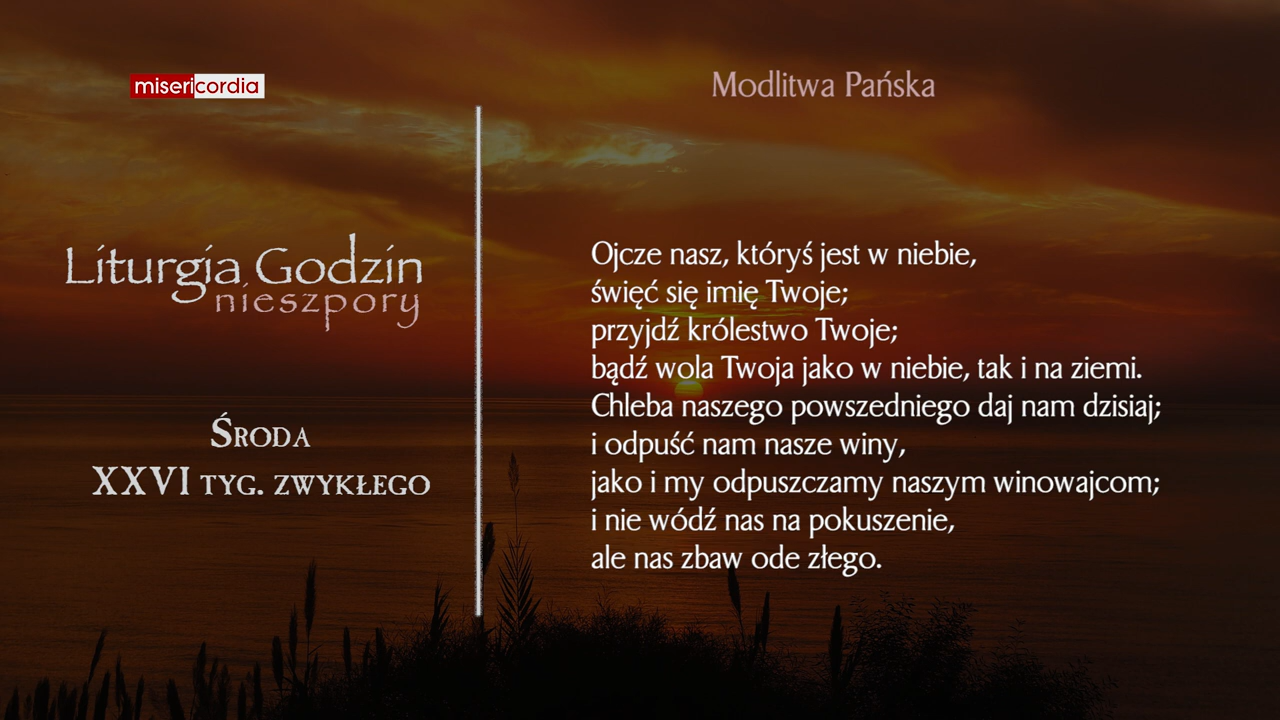 misericordia
Liturgia Godzin
nieszpory
Środa
XXVI tyg. zwykłego
Modlitwa Pańska
Ojcze nasz, któryś jest w niebie,
święć się imię Twoje;
przyjdź królestwo Twoje;
bądź wola Twoja jako w niebie, tak i na ziemi.
Chleba naszego powszedniego daj nam dzisiaj;
i odpuść nam nasze winy,
jako i my odpuszczamy naszym winowajcom;
i nie wódź nas na pokuszenie,
ale nas zbaw ode złego.